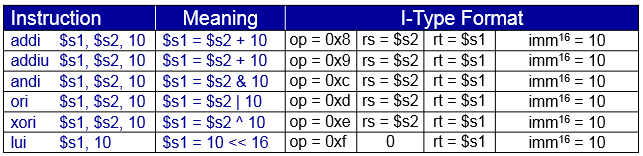 Instruction Meaning I-Type Format
addi $s1, $s2, 10 $s1 = $s2 + 10 op = 0x8 rs = $s2 rt = $s1 imm¹⁶ = 10
addiu $s1, $s2, 10 $s1 = $s2 + 10 op = 0x9 rs = $s2 rt = $s1 imm¹⁶ = 10
andi $s1, $s2, 10 $s1 = $s2 & 10 op = 0xc rs = $s2 rt = $s1 imm¹⁶ = 10
ori $s1, $s2, 10 $s1 = $s2 | 10 op = 0xd rs = $s2 rt = $s1 imm¹⁶ = 10
xori $s1, $s2, 10 $s1 = $s2 ^ 10 op = 0xe rs = $s2 rt = $s1 imm¹⁶ = 10
lui $s1, 10 $s1 = 10 << 16 op = 0xf 0 rt = $s1 imm¹⁶ = 10